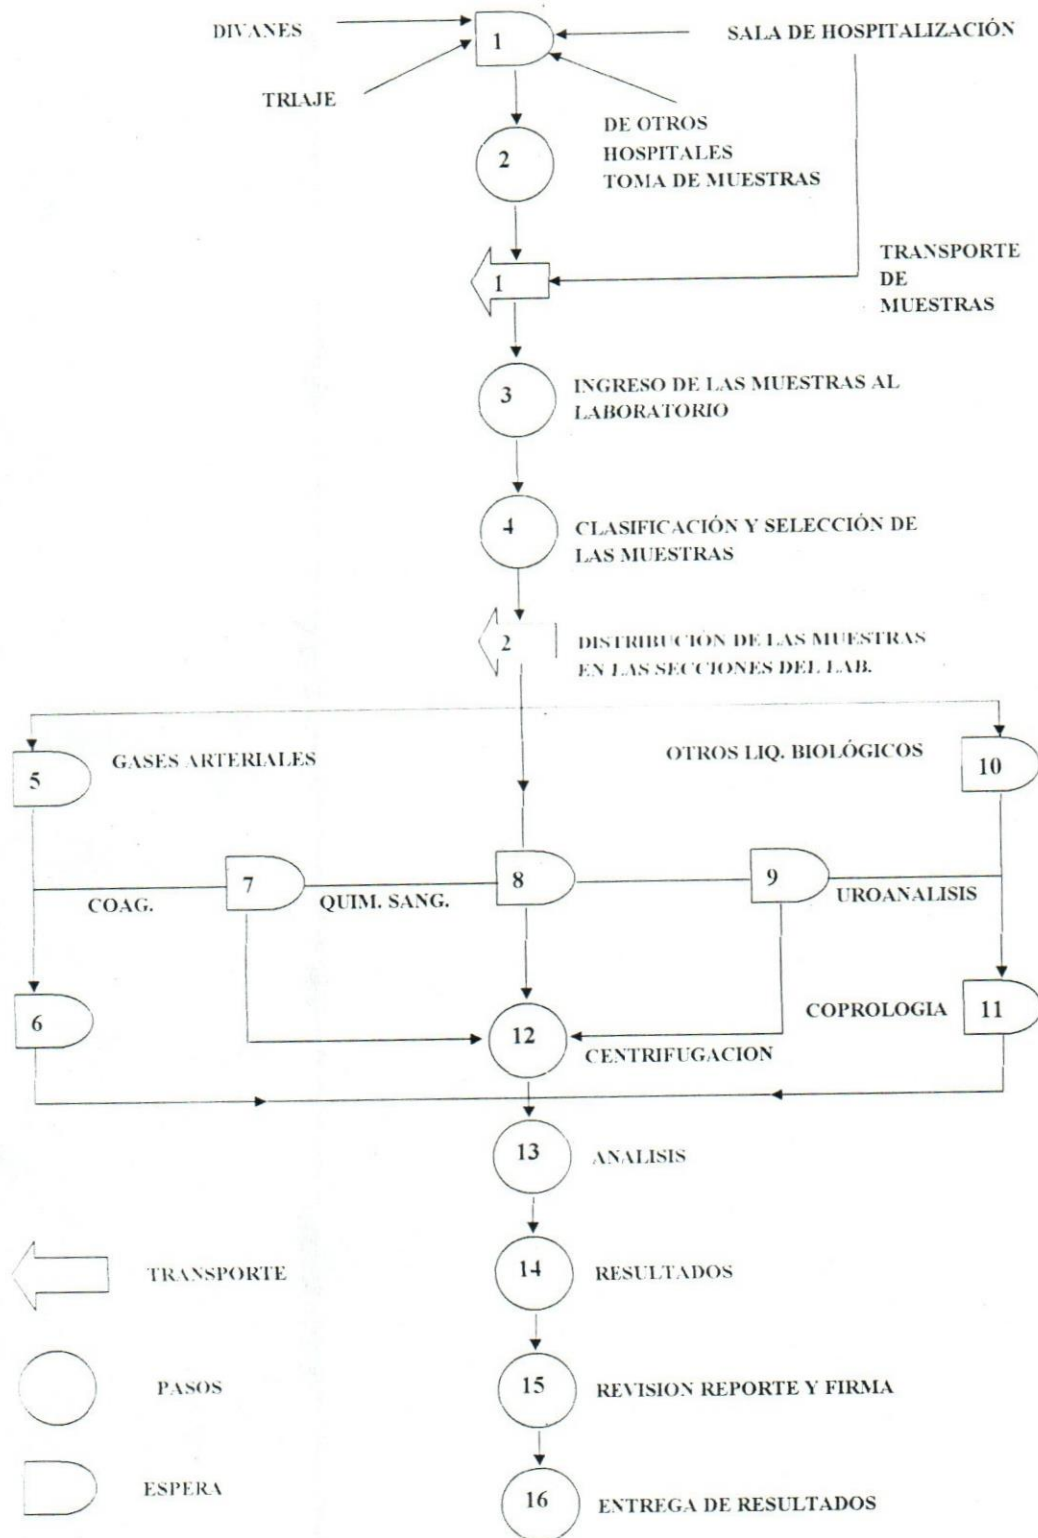 DIVANES
1
SALA DE HOSPITALIZACIÓN
TRIAJE
DE OTROS
HOSPITALES
TOMA DE MUESTRAS
2
TRANSPORTE
DE
MUESTRAS
1
3
INGRESO DE LAS MUESTRAS AL
LABORATORIO
4
CLASIFICACIÓN Y SELECCIÓN DE
LAS MUESTRAS
2
DISTRIBUCIÓN DE LAS MUESTRAS
EN LAS SECCIONES DEL LAB.
5
GASES ARTERIALES
OTROS LIQ. BIOLÓGICOS
10
7
8
9
COAG.
QUIM. SANG.
UROANALISIS
6
12
COPROLOGIA
11
CENTRIFUGACION
13
ANALISIS
TRANSPORTE
14
RESULTADOS
PASOS
15
REVISION REPORTE Y FIRMA
ESPERA
16
ENTREGA DE RESULTADOS